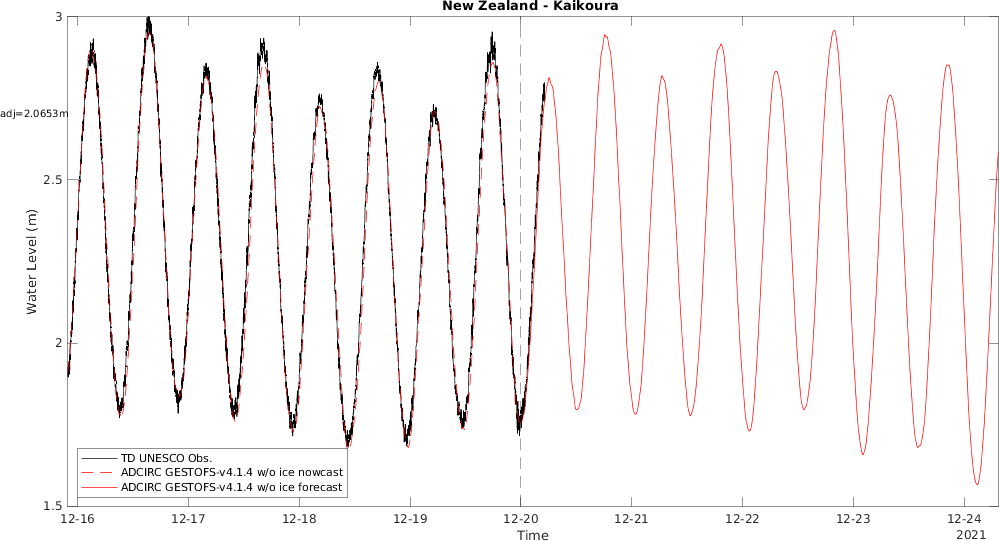 New Zealand - Kaikoura
3
adj=2.0653m
2.5
Water Level (m)
2
TD UNESCO Obs.
ADCIRC GESTOFS-v4.1.4 w/o ice nowcast
ADCIRC GESTOFS-v4.1.4 w/o ice forecast
1.5
12-16 12-17 12-18 12-19 12-20 12-21 12-22 12-23 12-24
Time 2021